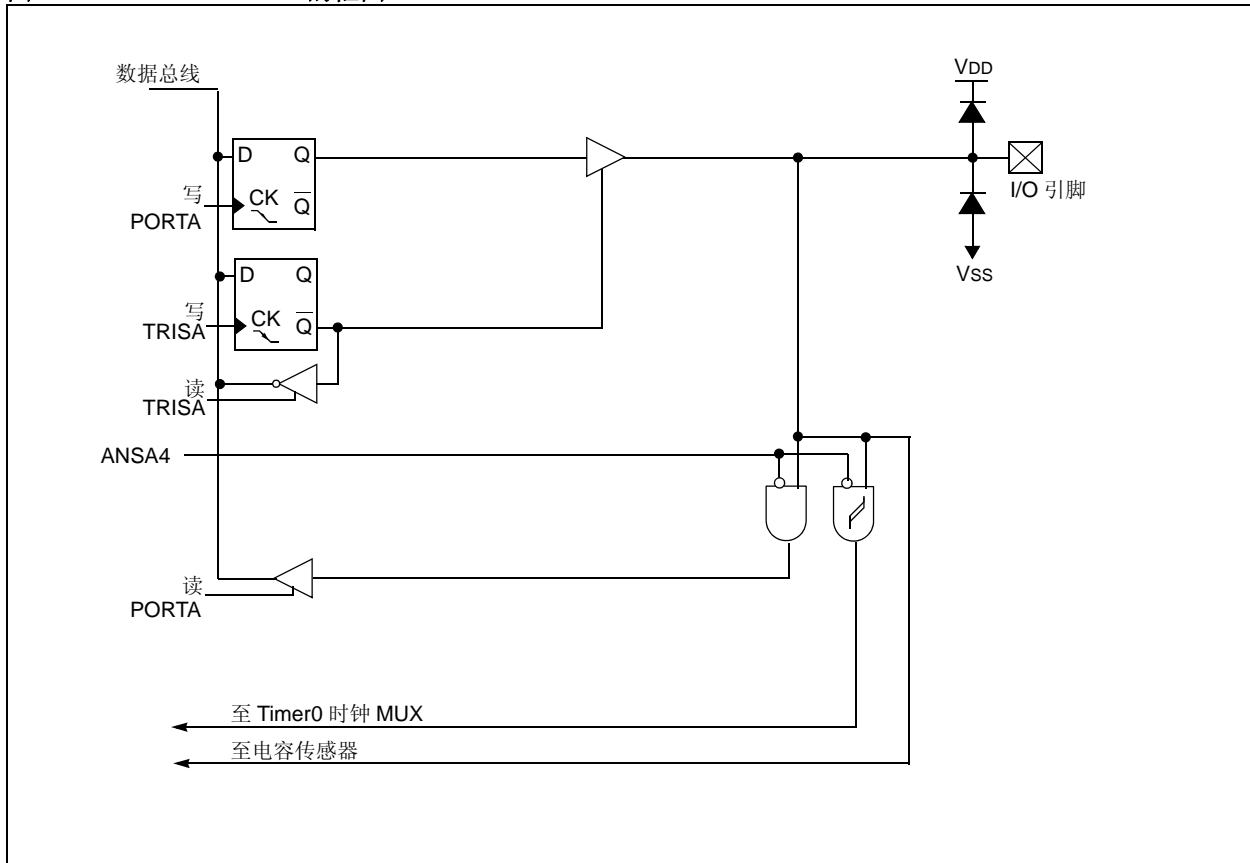 数据总线
VDD
D Q
写
PORTA
CK Q
I/O 引脚
D Q
VSS
写
TRISA
CK Q
读
TRISA
ANSA4
读
PORTA
至 Timer0 时钟 MUX
至电容传感器